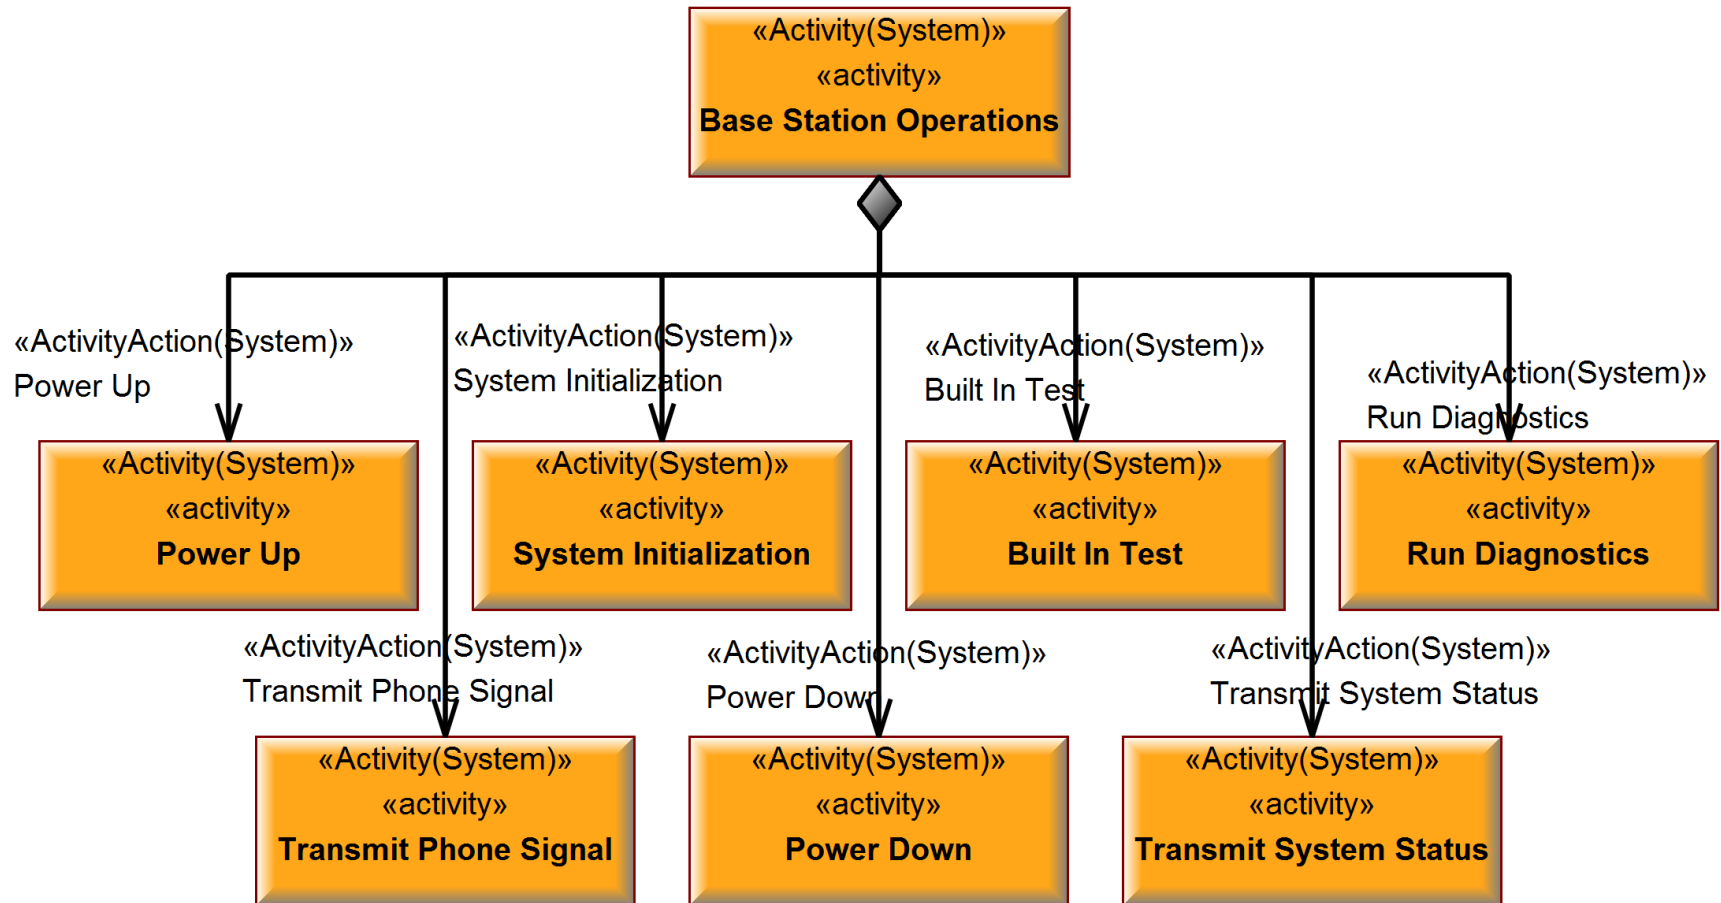 «Activity(System)»
«activity»
Base Station Operations
«ActivityAction(System)»
Power Up
«ActivityAction(System)»
System Initialization
«ActivityAction(System)»
Built In Test
«ActivityAction(System)»
Run Diagnostics
«Activity(System)»
«activity»
Power Up
«Activity(System)»
«activity»
System Initialization
«Activity(System)»
«activity»
Built In Test
«Activity(System)»
«activity»
Run Diagnostics
«ActivityAction(System)»
Transmit Phone Signal
«ActivityAction(System)»
Power Down
«ActivityAction(System)»
Transmit System Status
«Activity(System)»
«activity»
Transmit Phone Signal
«Activity(System)»
«activity»
Power Down
«Activity(System)»
«activity»
Transmit System Status